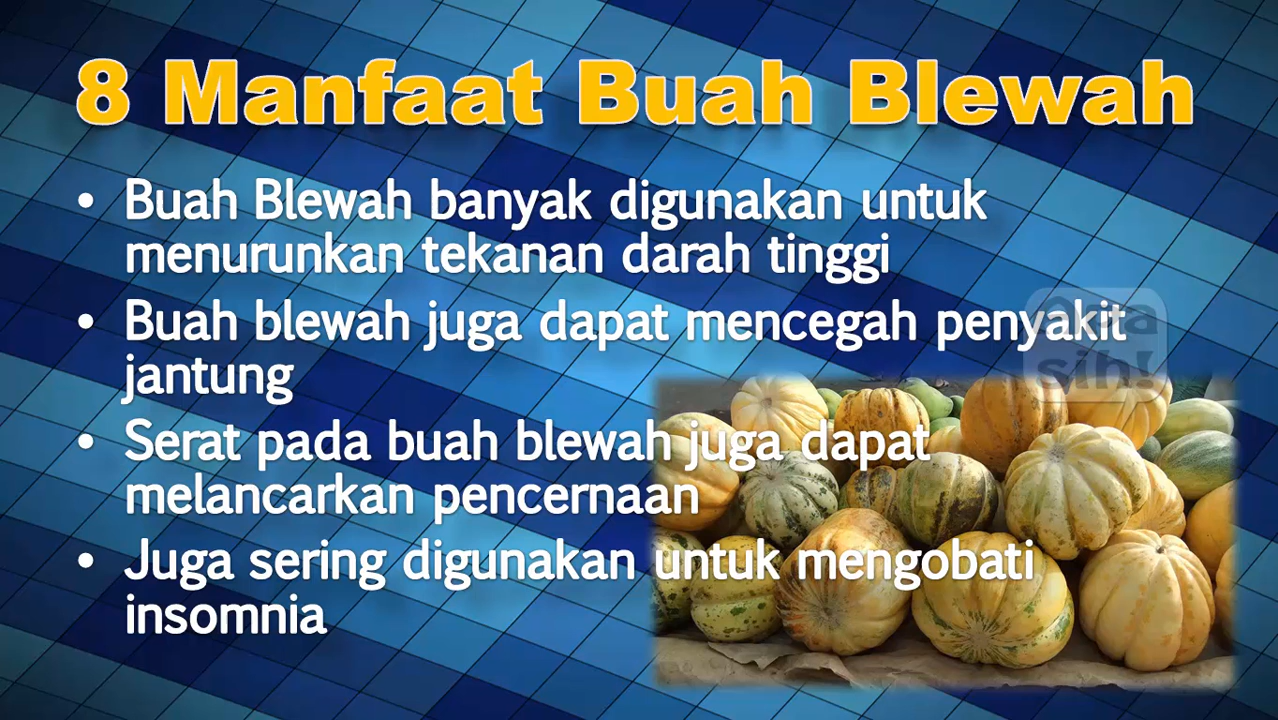 8 Manfaat Buah Blewah
• Buah Blewah banyak digunakan untuk
menurunkan tekanan darah tinggi
• Buah blewah juga dapat mencegah penyakit
jantung
• Serat pada buah blewah juga dapat
melancarkan pencernaan
• Juga sering digunakan untuk mengobati
insomnia
sih!